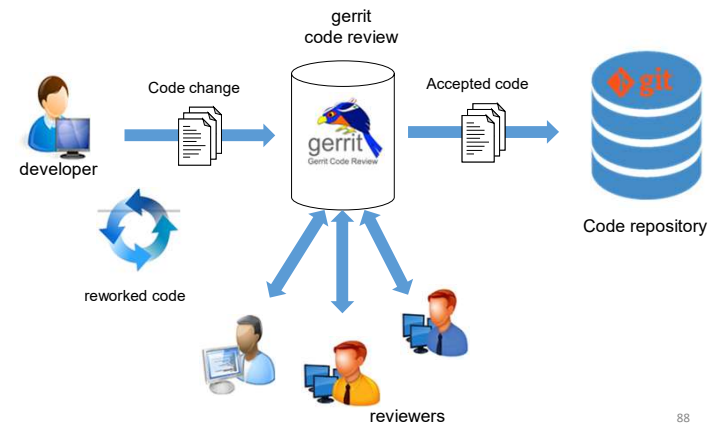 gerrit
code review
Code change
Accepted code
git
gerrit
Gerrit Code Review
developer
Code repository
reworked code
reviewers
88